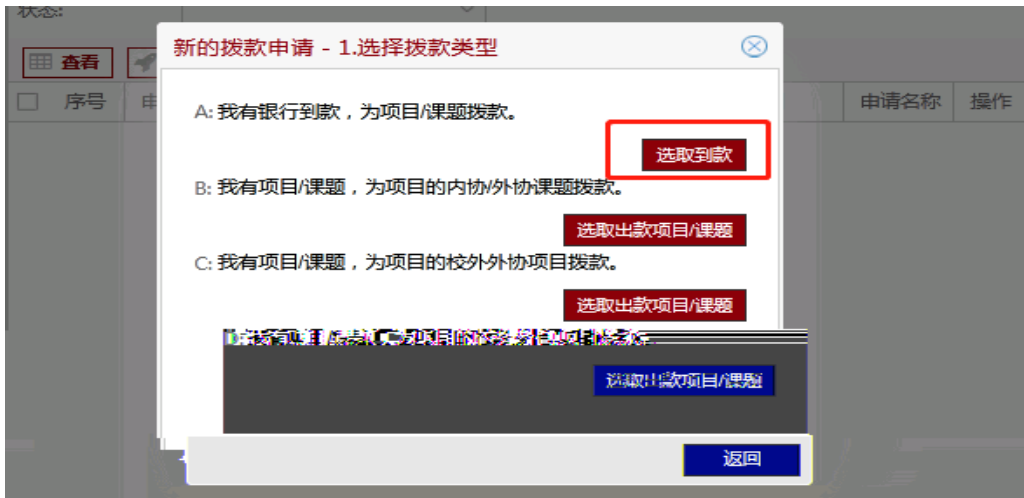 状态:
查看
序号 申 申请名称 操作
新的拨款申请 - 1.选择拨款类型
A: 我有银行到款，为项目/课题拨款。
选取到款
B: 我有项目/课题，为项目的内协/外协课题拨款。
选取出款项目/课题
C: 我有项目/课题，为项目的校外外协项目拨款。
选取出款项目/课题
选取出款项目/课题
返回